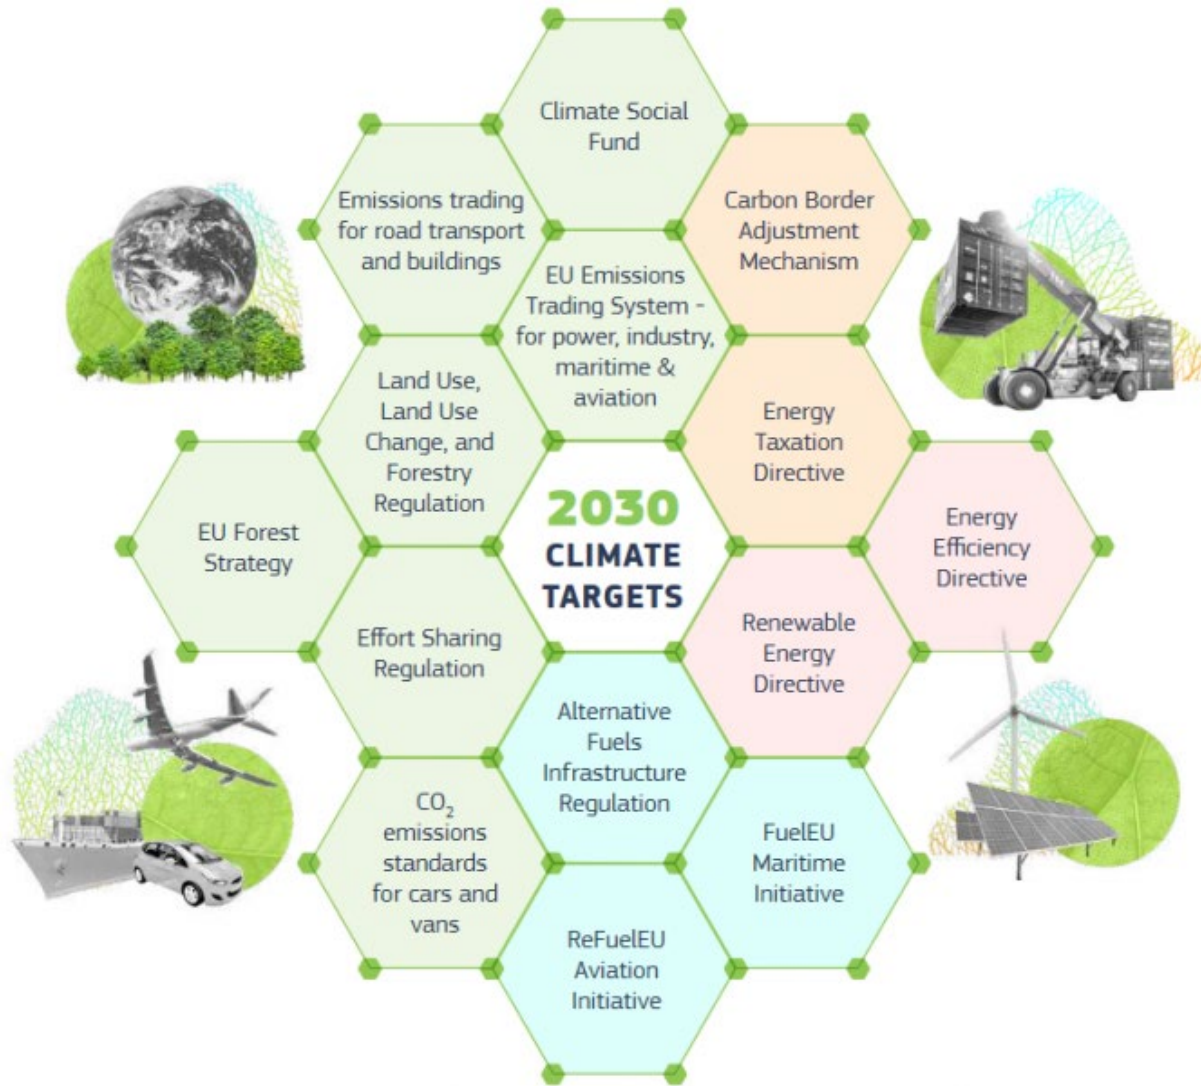 Climate Social
Fund
Emissions trading
for road transport
and buildings
Carbon Border
Adjustment
Mechanism
EU Emissions
Trading System -
for power, industry,
maritime &
aviation
Land Use,
Land Use
Change, and
Forestry
Regulation
Energy
Taxation
Directive
EU Forest
Strategy
2030
CLIMATE
TARGETS
Energy
Efficiency
Directive
Effort Sharing
Regulation
Renewable
Energy
Directive
Alternative
Fuels
Infrastructure
Regulation
CO₂
emissions
standards
for cars and
vans
FuelEU
Maritime
Initiative
ReFuelEU
Aviation
Initiative